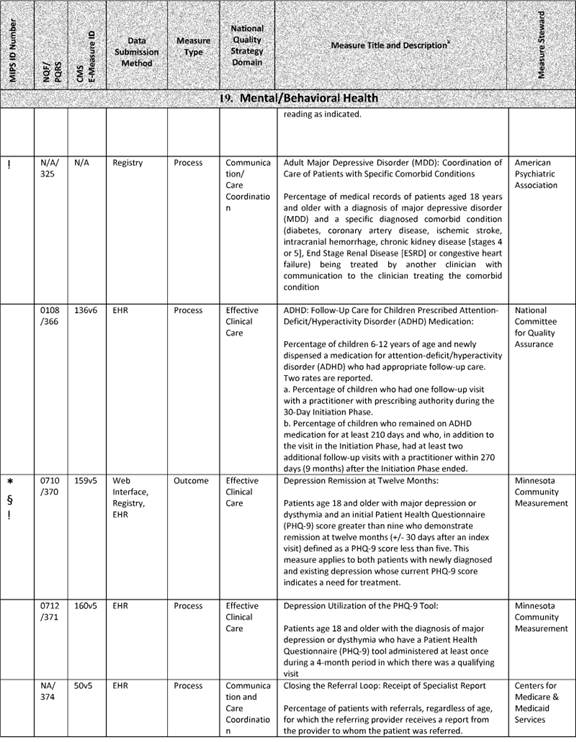 MIPS ID Number
NQF/
PQRS
CMS
E-Measure ID
Data
Submission
Method
Measure
Type
National
Quality
Strategy
Domain
Measure Title and Description*
Measure Steward
19. Mental/Behavioral Health
reading as indicated.
!
N/A/
325
N/A
Registry
Process
Communica
tion/
Care
Coordinatio
n
Adult Major Depressive Disorder (MDD): Coordination of
Care of Patients with Specific Comorbid Conditions
Percentage of medical records of patients aged 18 years
and older with a diagnosis of major depressive disorder
(MDD) and a specific diagnosed comorbid condition
(diabetes, coronary artery disease, ischemic stroke,
intracranial hemorrhage, chronic kidney disease [stages 4
or 5], End Stage Renal Disease [ESRD] or congestive heart
failure) being treated by another clinician with
communication to the clinician treating the comorbid
condition
American
Psychiatric
Association
0108
/366
136v6
EHR
Process
Effective
Clinical
Care
ADHD: Follow-Up Care for Children Prescribed Attention-
Deficit/Hyperactivity Disorder (ADHD) Medication:
Percentage of children 6-12 years of age and newly
dispensed a medication for attention-deficit/hyperactivity
disorder (ADHD) who had appropriate follow-up care.
Two rates are reported.
a. Percentage of children who had one follow-up visit
with a practitioner with prescribing authority during the
30-Day Initiation Phase.
b. Percentage of children who remained on ADHD
medication for at least 210 days and who, in addition to
the visit in the Initiation Phase, had at least two
additional follow-up visits with a practitioner within 270
days (9 months) after the Initiation Phase ended.
National
Committee
for Quality
Assurance
*
§
!
0710
/370
159v5
Web
Interface,
Registry,
EHR
Outcome
Effective
Clinical
Care
Depression Remission at Twelve Months:
Patients age 18 and older with major depression or
dysthymia and an initial Patient Health Questionnaire
(PHQ-9) score greater than nine who demonstrate
remission at twelve months (+/- 30 days after an index
visit) defined as a PHQ-9 score less than five. This
measure applies to both patients with newly diagnosed
and existing depression whose current PHQ-9 score
indicates a need for treatment.
Minnesota
Community
Measurement
0712
/371
160v5
EHR
Process
Effective
Clinical
Care
Depression Utilization of the PHQ-9 Tool:
Patients age 18 and older with the diagnosis of major
depression or dysthymia who have a Patient Health
Questionnaire (PHQ-9) tool administered at least once
during a 4-month period in which there was a qualifying
visit
Minnesota
Community
Measurement
NA/
374
50v5
EHR
Process
Communica
tion and
Care
Coordinatio
n
Closing the Referral Loop: Receipt of Specialist Report
Percentage of patients with referrals, regardless of age,
for which the referring provider receives a report from
the provider to whom the patient was referred.
Centers for
Medicare &
Medicaid
Services